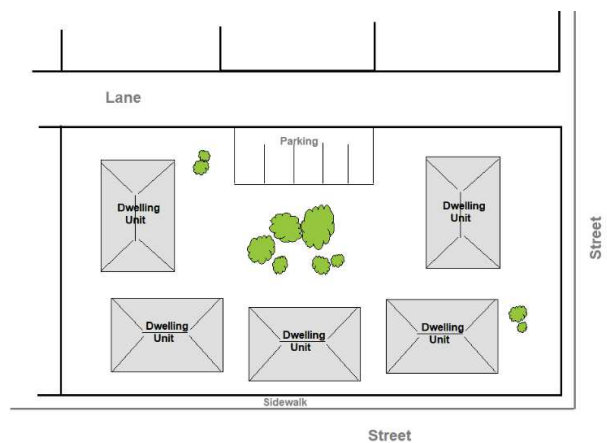 Lane
Parking
Dwelling
Unit
Dwelling
Unit
Street
Dwelling
Unit
Dwelling
Unit
Dwelling
Unit
Sidewalk
Street